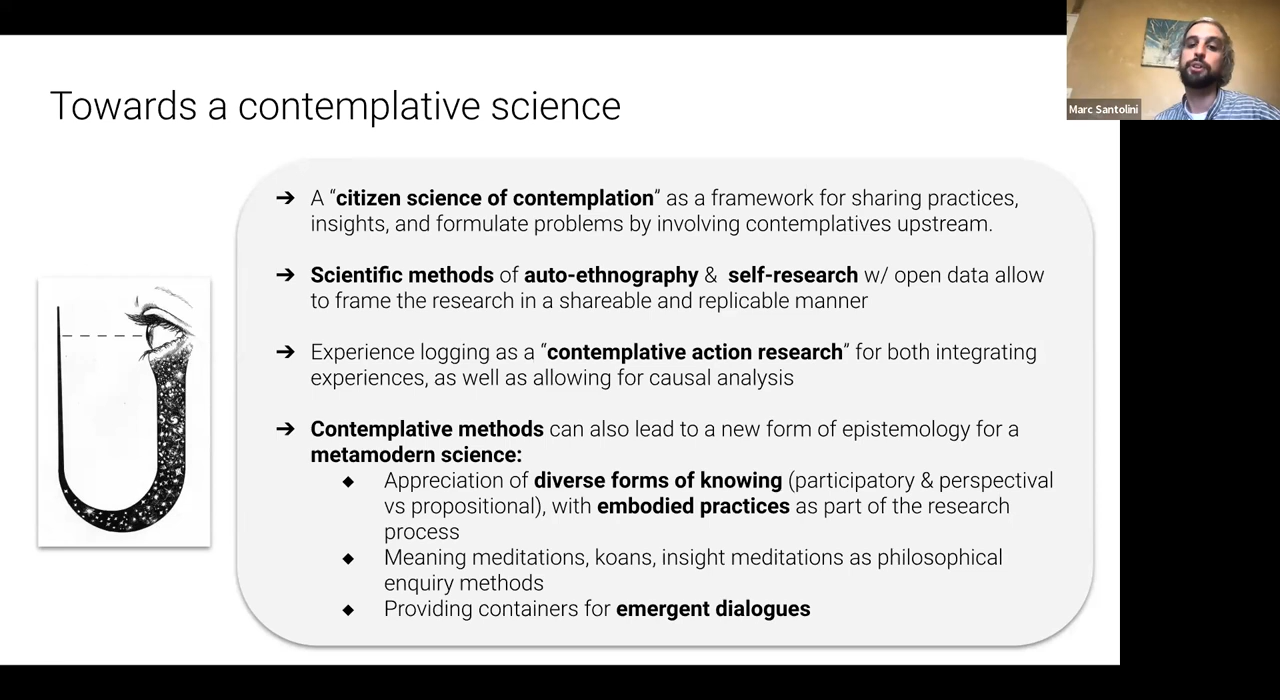 Marc Santolini
Towards a contemplative science
➔ A “citizen science of contemplation” as a framework for sharing practices,
insights, and formulate problems by involving contemplatives upstream.
➔ Scientific methods of auto-ethnography & self-research w/ open data allow
to frame the research in a shareable and replicable manner
➔ Experience logging as a “contemplative action research” for both integrating
experiences, as well as allowing for causal analysis
➔ Contemplative methods can also lead to a new form of epistemology for a
metamodern science:
◆ Appreciation of diverse forms of knowing (participatory & perspectival
vs propositional), with embodied practices as part of the research
process
◆ Meaning meditations, koans, insight meditations as philosophical
enquiry methods
◆ Providing containers for emergent dialogues